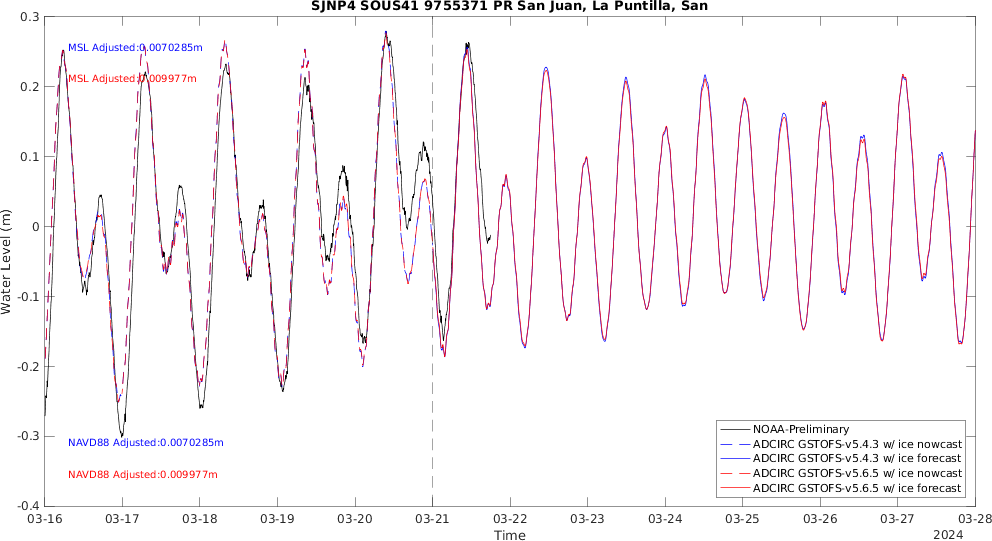 SJNP4 SOUS41 9755371 PR San Juan, La Puntilla, San
0.3
0.2
0.1
0
-0.1
-0.2
-0.3
-0.4
Water Level (m)
MSL Adjusted:0.0070285m
MSL Adjusted:0.009977m
NAVD88 Adjusted:0.0070285m
NAVD88 Adjusted:0.009977m
NOAA-Preliminary
ADCIRC GSTOFS-v5.4.3 w/ ice nowcast
ADCIRC GSTOFS-v5.4.3 w/ ice forecast
ADCIRC GSTOFS-v5.6.5 w/ ice nowcast
ADCIRC GSTOFS-v5.6.5 w/ ice forecast
03-16 03-17 03-18 03-19 03-20 03-21 03-22 03-23 03-24 03-25 03-26 03-27 03-28
Time
2024